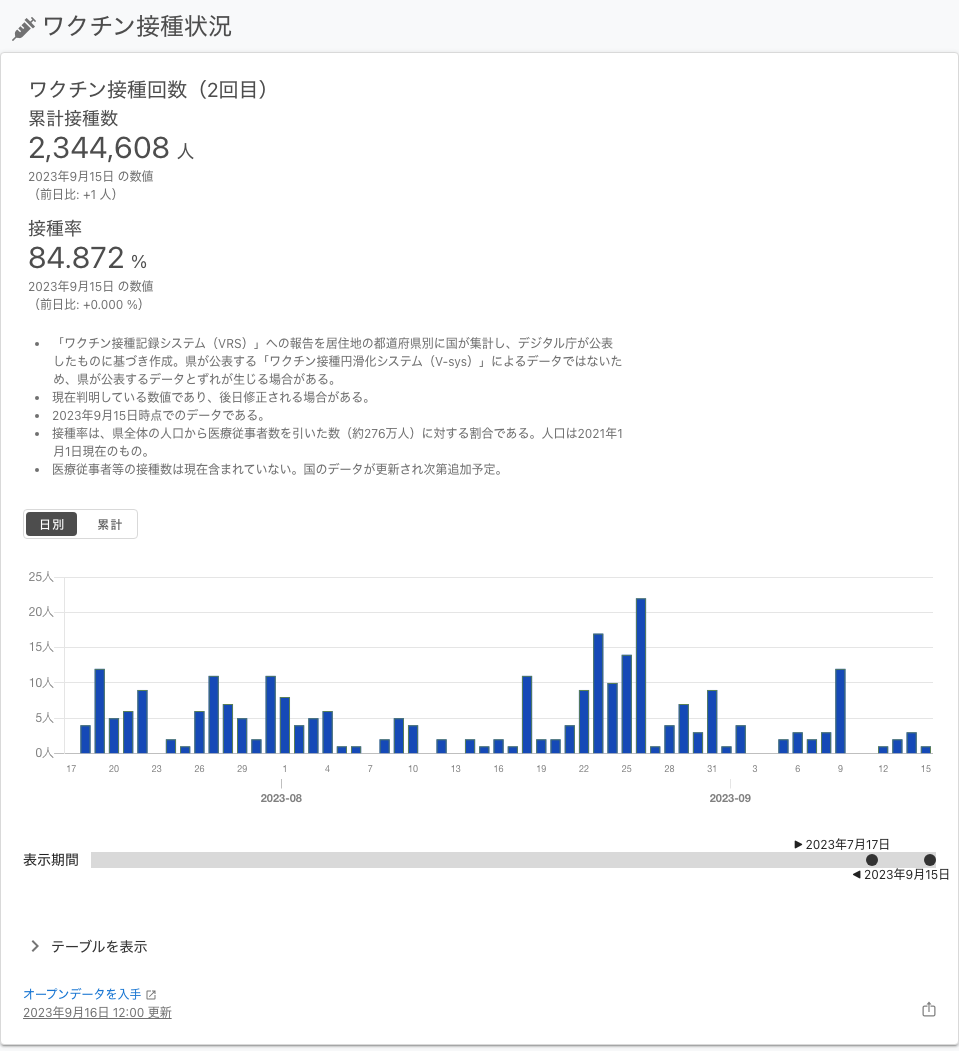 ワクチン接種状況
ワクチン接種回数（2回目）
累計接種数
2,344,608 人
2023年9月15日 の数値
（前日比: +1 人）
接種率
84.872 %
2023年9月15日 の数値
（前日比: +0.000 %）
• 「ワクチン接種記録システム（VRS）」への報告を居住地の都道府県別に国が集計し、デジタル庁が公表
したものに基づき作成。県が公表する「ワクチン接種円滑化システム（V-sys）」によるデータではないた
め、県が公表するデータとずれが生じる場合がある。
• 現在判明している数値であり、後日修正される場合がある。
• 2023年9月15日時点でのデータである。
• 接種率は、県全体の人口から医療従事者数を引いた数（約276万人）に対する割合である。人口は2021年1
月1日現在のもの。
• 医療従事者等の接種数は現在含まれていない。国のデータが更新され次第追加予定。
日別 累計
25人
20人
15人
10人
5人
0人
17 20 23 26 29 1 4 7 10 13 16 19 22 25 28 31 3 6 9 12 15
2023-08 2023-09
▶ 2023年7月17日
表示期間
◀ 2023年9月15日
テーブルを表示
オープンデータを入手
2023年9月16日 12:00 更新